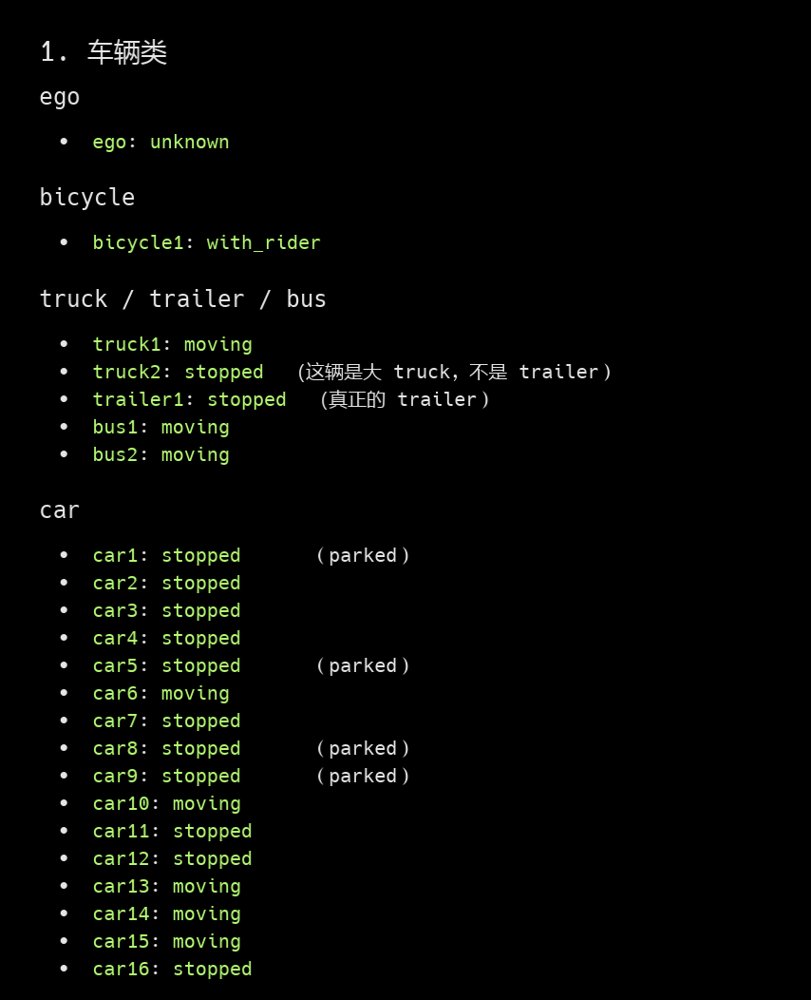 1. 车辆类
ego
• ego: unknown
bicycle
• bicycle1: with_rider
truck / trailer / bus
• truck1: moving
• truck2: stopped （这辆是大 truck，不是 trailer）
• trailer1: stopped （真正的 trailer）
• bus1: moving
• bus2: moving
car
• car1: stopped （parked）
• car2: stopped
• car3: stopped
• car4: stopped
• car5: stopped （parked）
• car6: moving
• car7: stopped
• car8: stopped （parked）
• car9: stopped （parked）
• car10: moving
• car11: stopped
• car12: stopped
• car13: moving
• car14: moving
• car15: moving
• car16: stopped